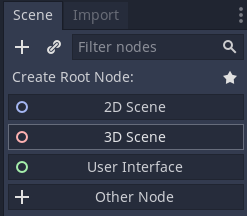 Scene Import
Filter nodes
Create Root Node:
2D Scene
3D Scene
User Interface
Other Node